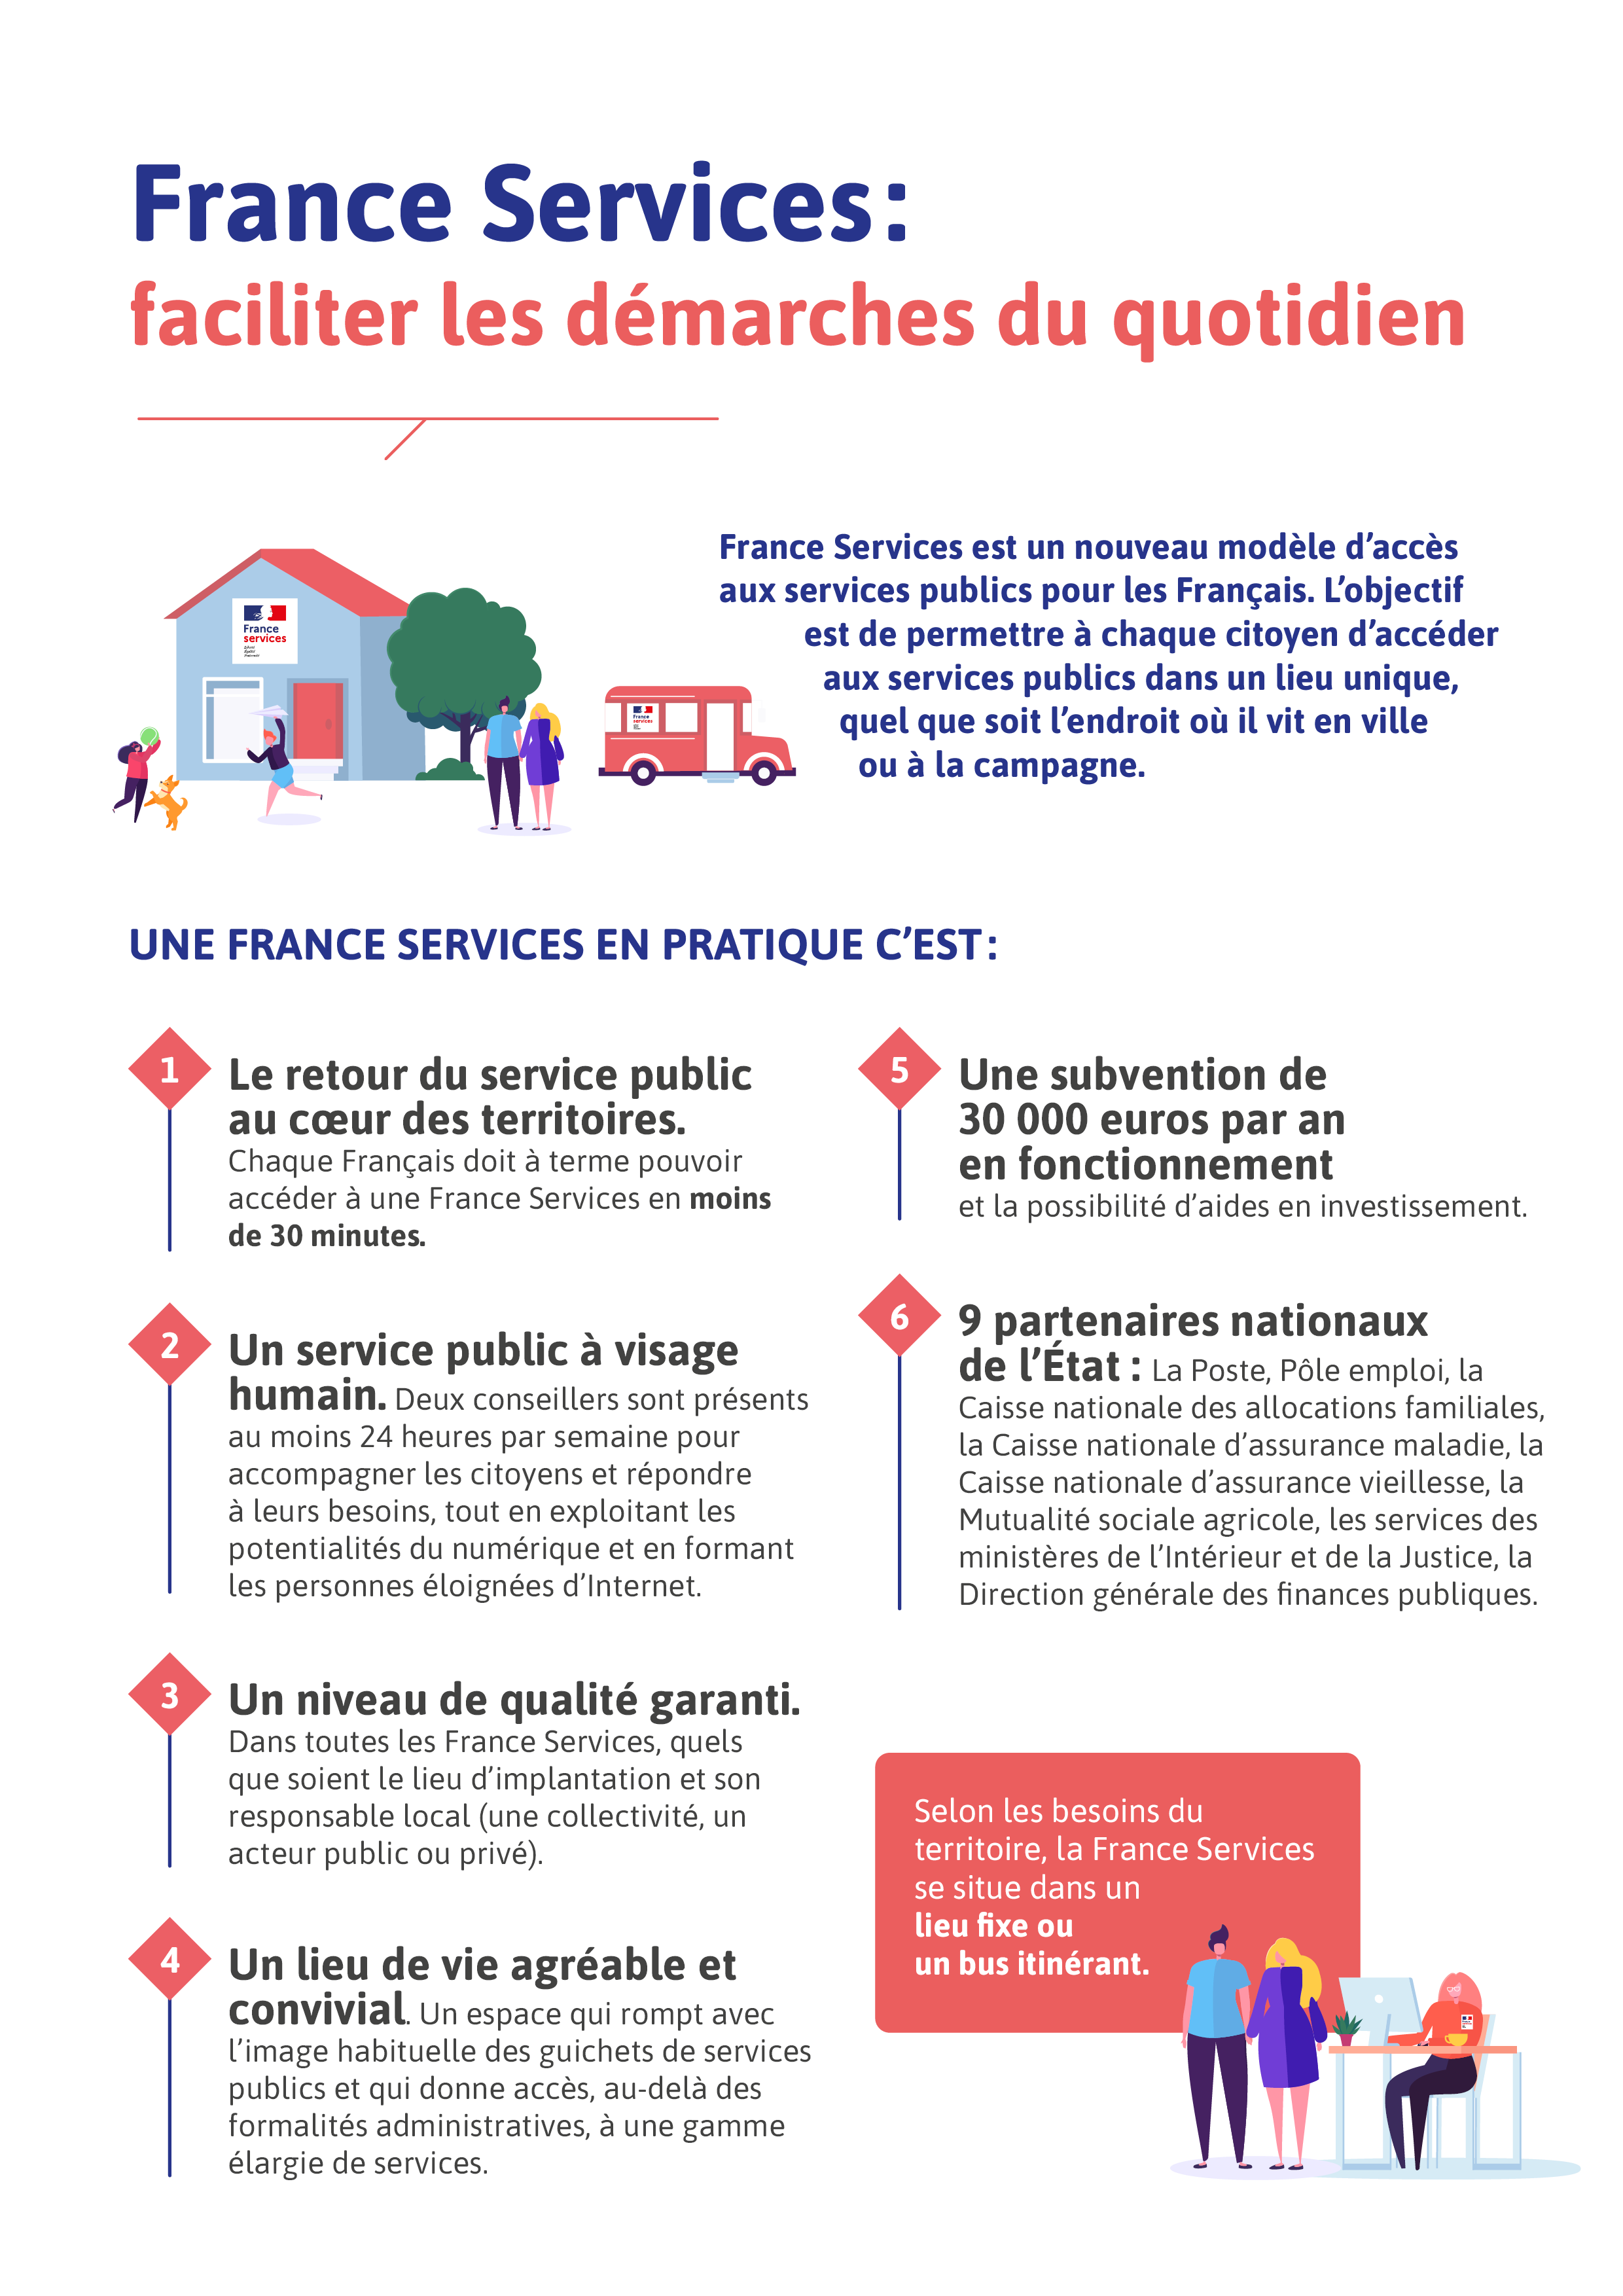 France Services :
faciliter les démarches du quotidien
France
services
France
services
France Services est un nouveau modèle d’accès
aux services publics pour les Français. L’objectif
est de permettre à chaque citoyen d’accéder
aux services publics dans un lieu unique,
quel que soit l’endroit où il vit en ville
ou à la campagne.
UNE FRANCE SERVICES EN PRATIQUE C’EST :
1
Le retour du service public
au cœur des territoires.
Chaque Français doit à terme pouvoir
accéder à une France Services en moins
de 30 minutes.
2
Un service public à visage
humain. Deux conseillers sont présents
au moins 24 heures par semaine pour
accompagner les citoyens et répondre
à leurs besoins, tout en exploitant les
potentialités du numérique et en formant
les personnes éloignées d’Internet.
3
Un niveau de qualité garanti.
Dans toutes les France Services, quels
que soient le lieu d’implantation et son
responsable local (une collectivité, un
acteur public ou privé).
4
Un lieu de vie agréable et
convivial. Un espace qui rompt avec
l’image habituelle des guichets de services
publics et qui donne accès, au-delà des
formalités administratives, à une gamme
élargie de services.
5
Une subvention de
30 000 euros par an
en fonctionnement
et la possibilité d’aides en investissement.
6
9 partenaires nationaux
de l’État : La Poste, Pôle emploi, la
Caisse nationale des allocations familiales,
la Caisse nationale d’assurance maladie, la
Caisse nationale d’assurance vieillesse, la
Mutualité sociale agricole, les services des
ministères de l’Intérieur et de la Justice, la
Direction générale des finances publiques.
Selon les besoins du
territoire, la France Services
se situe dans un
lieu fixe ou
un bus itinérant.